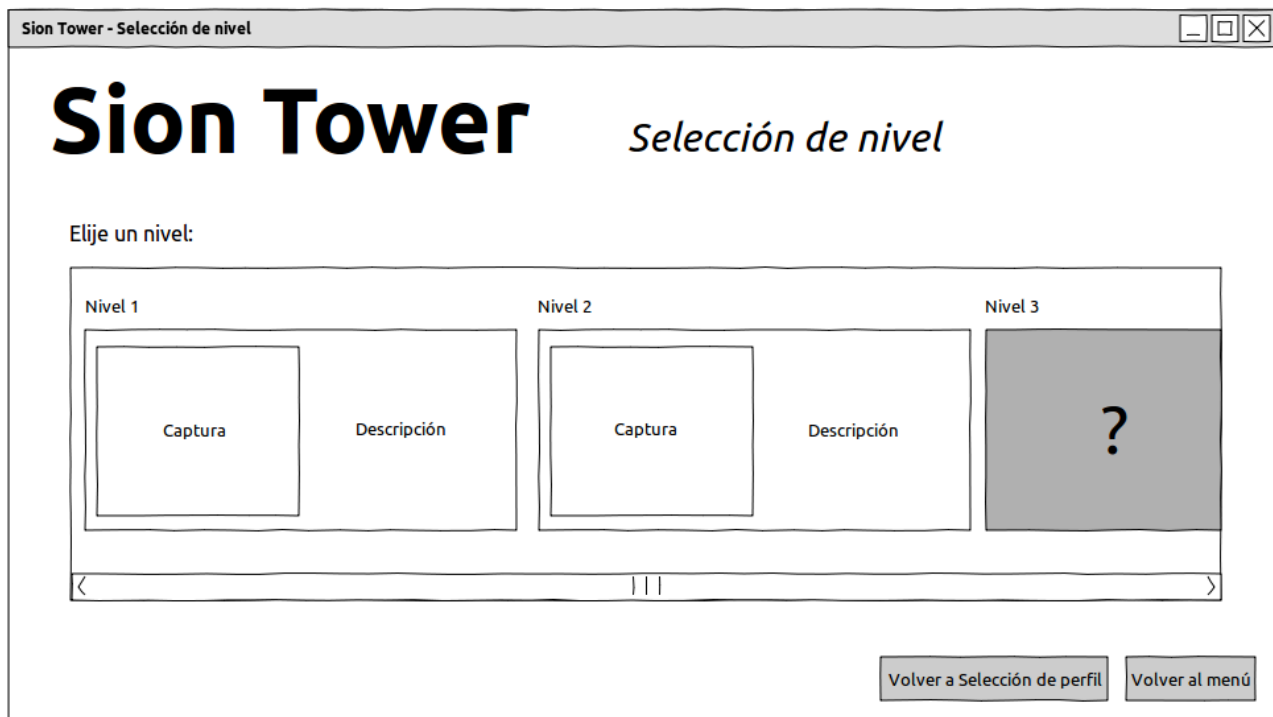 Sion Tower - Selección de nivel
Sion Tower
Selección de nivel
Elije un nivel:
Nivel 1
Nivel 2
Nivel 3
Captura
Descripción
Captura
Descripción
?
Volver a Selección de perfil
Volver al menú